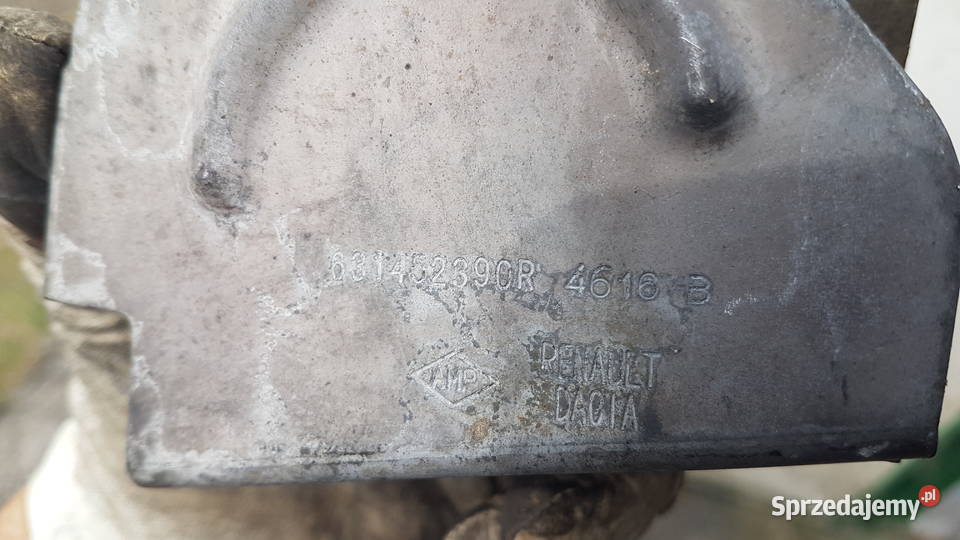 631452390R 4616 B
AMP
RENAULT
DACIA
Sprzedajemy.pl